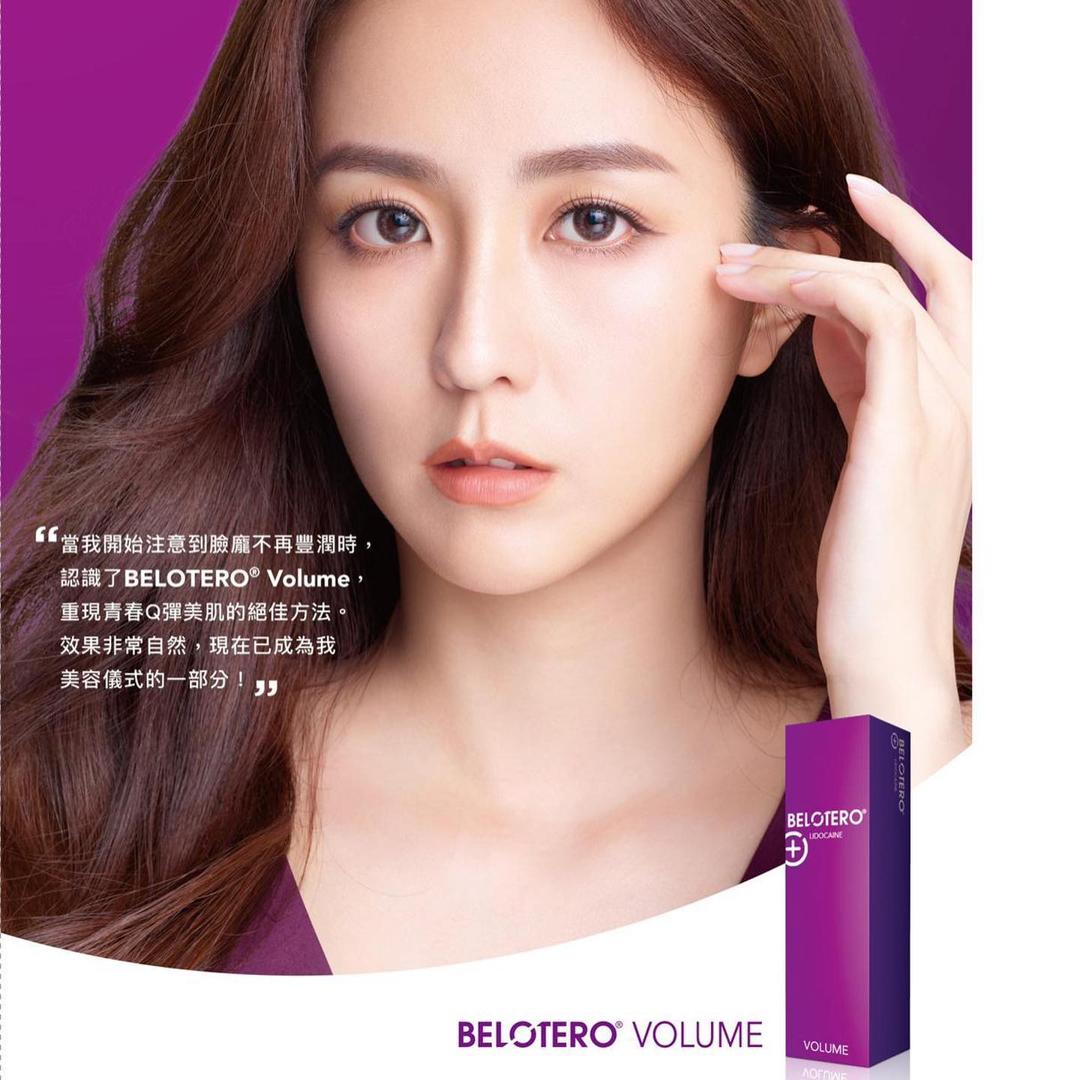 “當我開始注意到臉龐不再豐潤時，
認識了BELOTERO® Volume，
重現青春Q彈美肌的絕佳方法。
效果非常自然，現在已成為我
美容儀式的一部分！”
BELOTERO®
LIDOCAINE
BELOTERO®
LIDOCAINE
VOLUME
BELOTERO® VOLUME